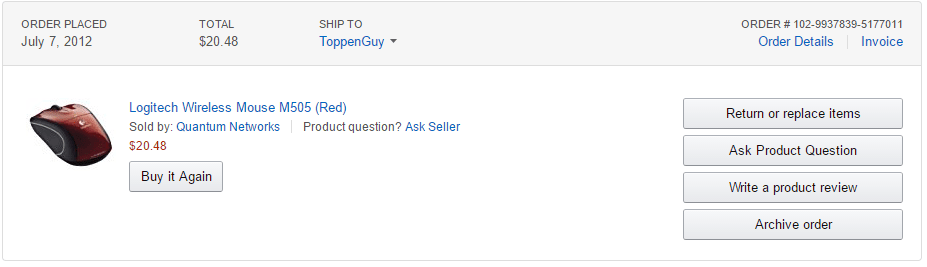 ORDER PLACED
July 7, 2012
TOTAL
$20.48
SHIP TO
ToppenGuy
ORDER # 102-9937839-5177011
Order Details
Invoice
Logitech Wireless Mouse M505 (Red)
Sold by: Quantum Networks
Product question? Ask Seller
$20.48
Buy it Again
Return or replace items
Ask Product Question
Write a product review
Archive order